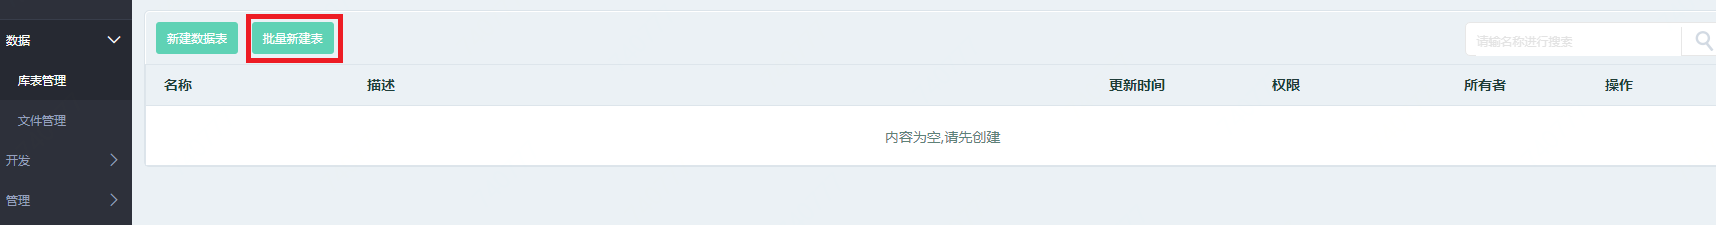 数据
库表管理
文件管理
开发
管理
新建数据表 批量新建表
请输名称进行搜索
名称 描述 更新时间 权限 所有者 操作
内容为空,请先创建